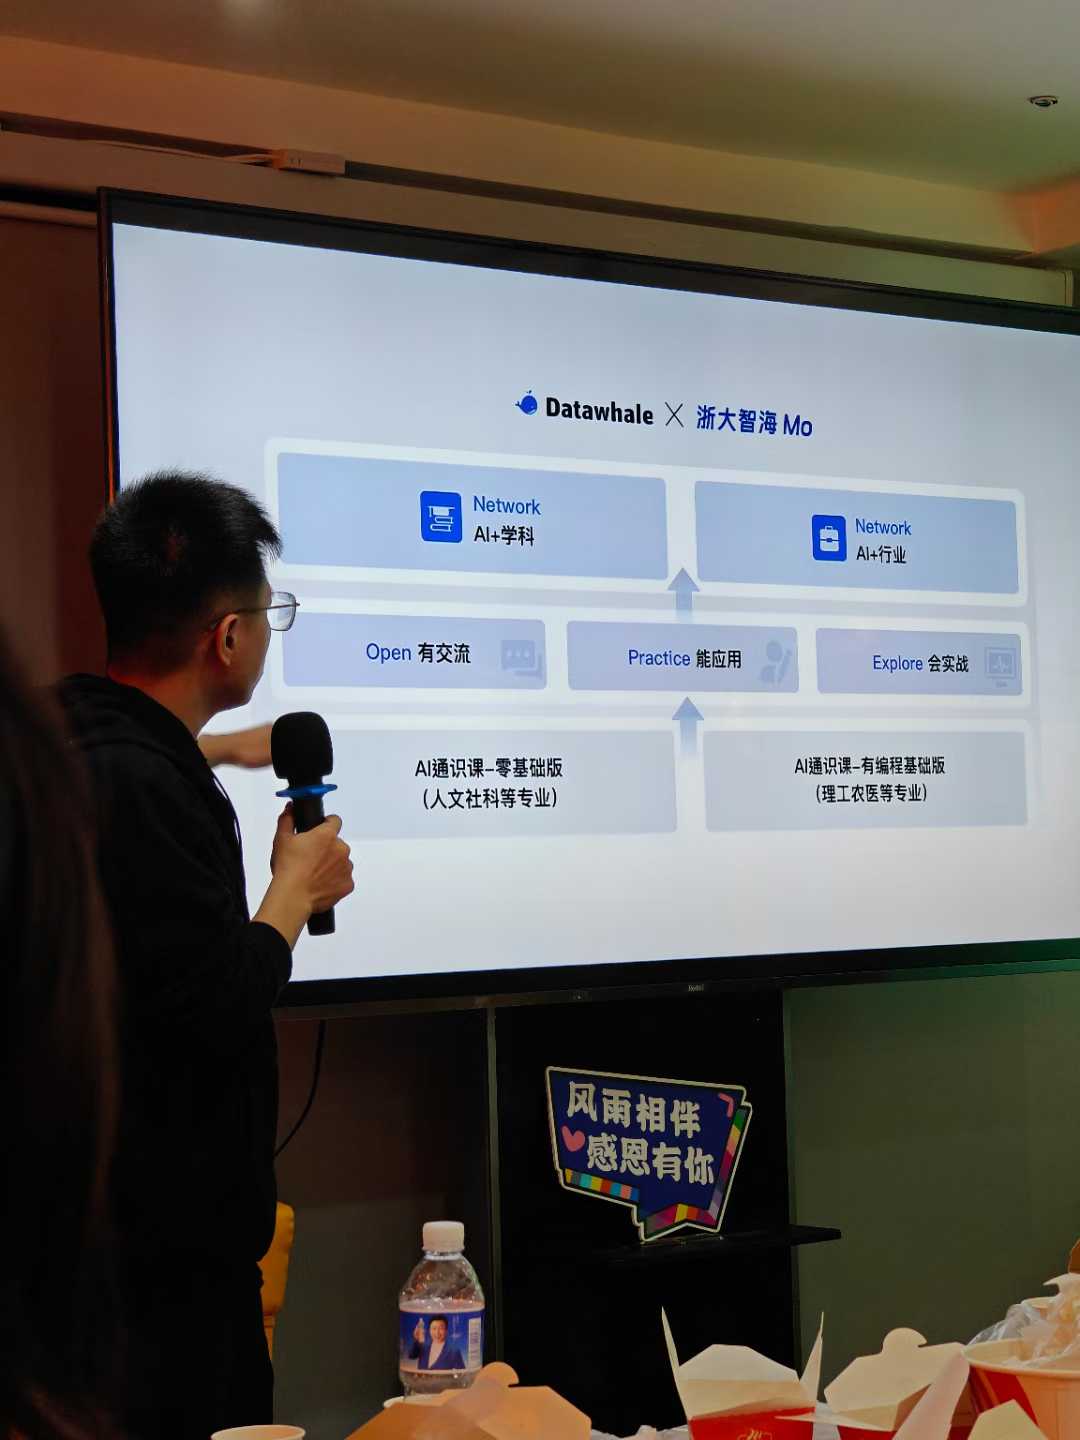 Datawhale × 浙大智海 Mo
Network
AI+学科
Network
AI+行业
Open 有交流
Practice 能应用
Explore 会实战
AI通识课-零基础版
(人文社科等专业)
AI通识课-有编程基础版
(理工农医等专业)
风雨相伴
感恩有你